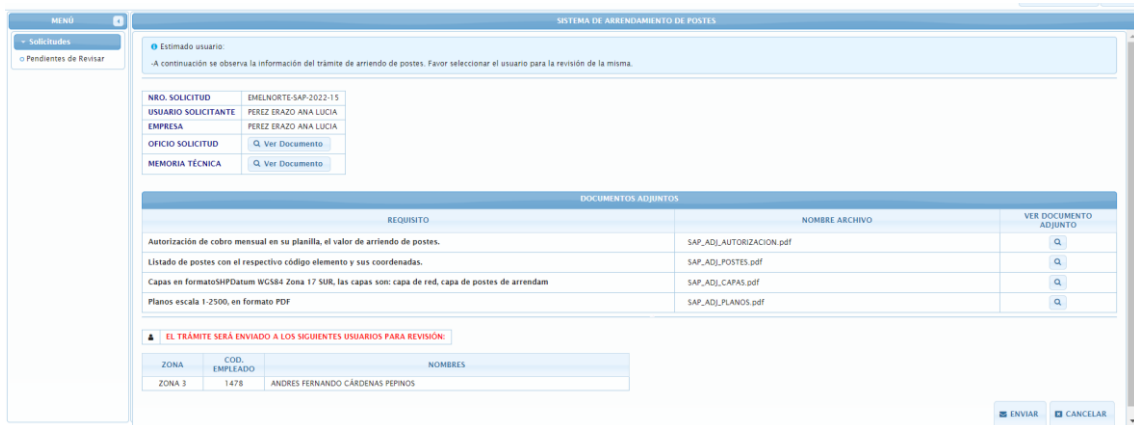 MENÚ
SISTEMA DE ARRENDAMIENTO DE POSTES
Solicitudes
Pendientes de Revisar
Estimado usuario:
-A continuación se observa la información del trámite de arriendo de postes. Favor seleccionar el usuario para la revisión de la misma.
NRO. SOLICITUD EMELNORTE-SAP-2022-15
USUARIO SOLICITANTE PEREZ ERAZO ANA LUCIA
EMPRESA PEREZ ERAZO ANA LUCIA
OFICIO SOLICITUD Ver Documento
MEMORIA TÉCNICA Ver Documento
DOCUMENTOS ADJUNTOS
REQUISITO NOMBRE ARCHIVO VER DOCUMENTO ADJUNTO
Autorización de cobro mensual en su planilla, el valor de arriendo de postes. SAP_ADJ_AUTORIZACION.pdf
Listado de postes con el respectivo código elemento y sus coordenadas. SAP_ADJ_POSTES.pdf
Capas en formatoSHPDatum WGS84 Zona 17 SUR, las capas son: capa de red, capa de postes de arrendam SAP_ADJ_CAPAS.pdf
Planos escala 1-2500, en formato PDF SAP_ADJ_PLANOS.pdf
EL TRÁMITE SERÁ ENVIADO A LOS SIGUIENTES USUARIOS PARA REVISIÓN:
ZONA COD. EMPLEADO NOMBRES
ZONA 3 1478 ANDRES FERNANDO CÁRDENAS PEPINOS
ENVIAR CANCELAR